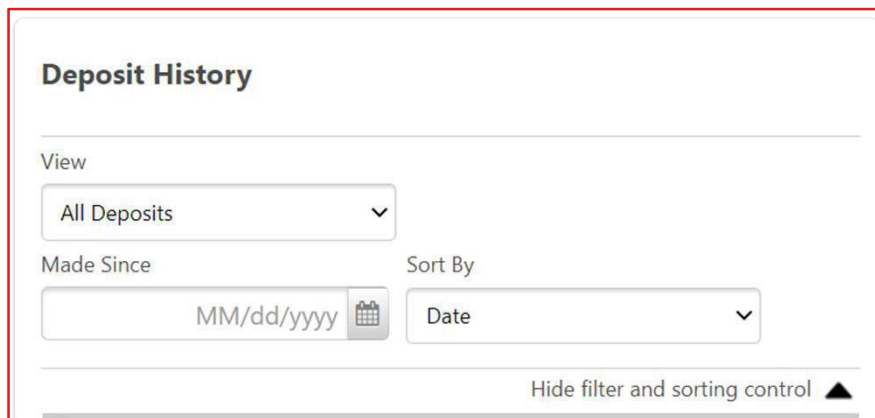 Deposit History
View
All Deposits
Made Since
Sort By
MM/dd/yyyy
Date
Hide filter and sorting control